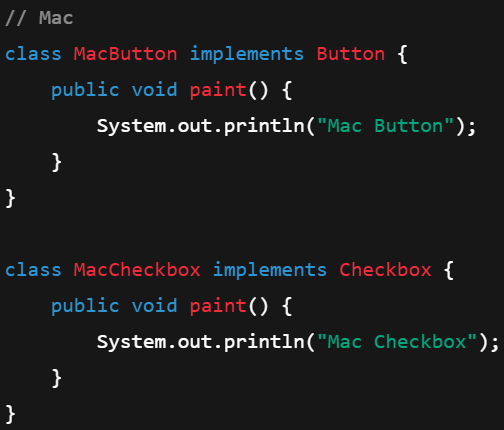 // Mac
class MacButton implements Button {
    public void paint() {
        System.out.println("Mac Button");
    }
}

class MacCheckbox implements Checkbox {
    public void paint() {
        System.out.println("Mac Checkbox");
    }
}